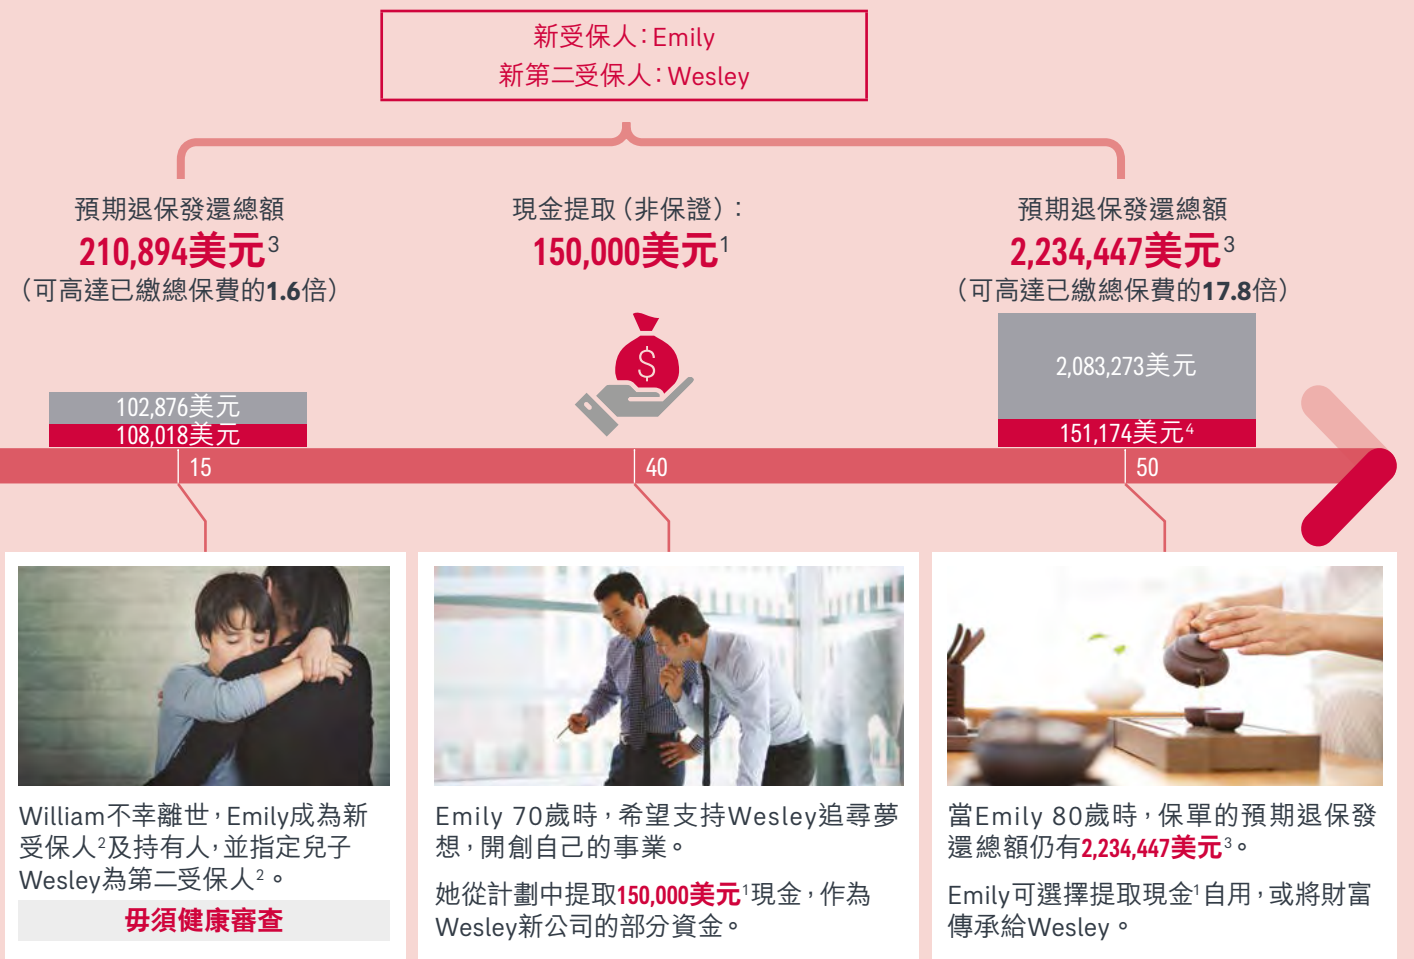 新受保人：Emily
新第二受保人：Wesley
預期退保發還總額
210,894美元3
（可高達已繳總保費的1.6倍）
現金提取（非保證）：
150,000美元1
預期退保發還總額
2,234,447美元3
（可高達已繳總保費的17.8倍）
$
102,876美元
108,018美元
2,083,273美元
151,174美元4
15
40
50
William不幸離世，Emily成為新
受保人2及持有人，並指定兒子
Wesley為第二受保人2。
毋須健康審查
Emily 70歲時，希望支持Wesley追尋夢
想，開創自己的事業。
她從計劃中提取150,000美元1現金，作為
Wesley新公司的部分資金。
當Emily 80歲時，保單的預期退保發
還總額仍有2,234,447美元3。
Emily可選擇提取現金1自用，或將財富
傳承給Wesley。